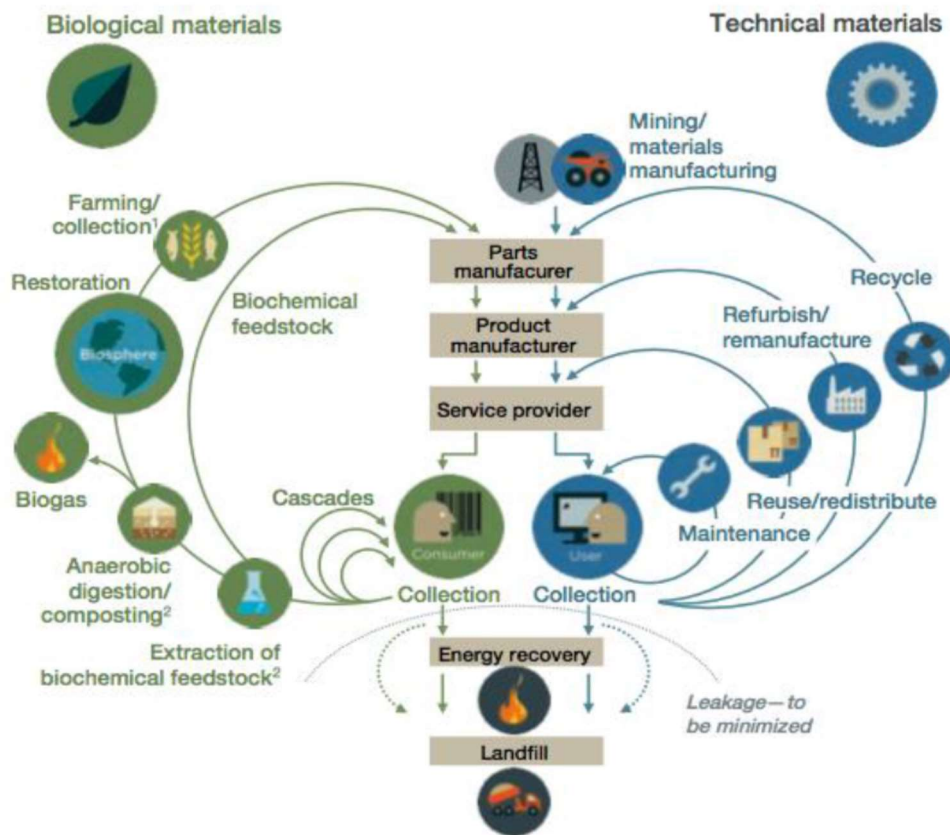 Biological materials
Technical materials
Mining/
materials
manufacturing
Farming/
collection¹
Restoration
Biosphere
Biochemical
feedstock
Parts
manufacurer
Recycle
Product
manufacturer
Refurbish/
remanufacture
Service provider
Biogas
Cascades
Consumer
User
Reuse/redistribute
Maintenance
Anaerobic
digestion/
composting²
Collection
Collection
Extraction of
biochemical feedstock²
Energy recovery
Leakage—to
be minimized
Landfill